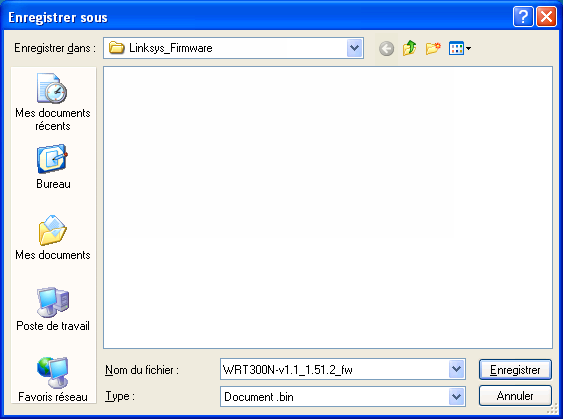 Enregistrer sous
Enregistrer dans :
Linksys_Firmware
Mes documents
récents
Bureau
Mes documents
Poste de travail
Favoris réseau
Nom du fichier :
WRT300N-v1.1_1.51.2_fw
Enregistrer
Type :
Document .bin
Annuler